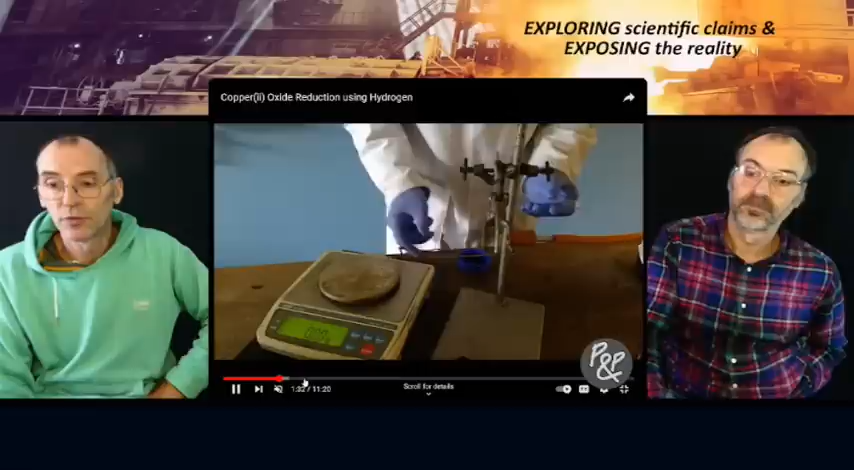 EXPLORING scientific claims &
EXPOSING the reality
Copper(ii) Oxide Reduction using Hydrogen
P&P
1:32 / 11:20
Scroll for details